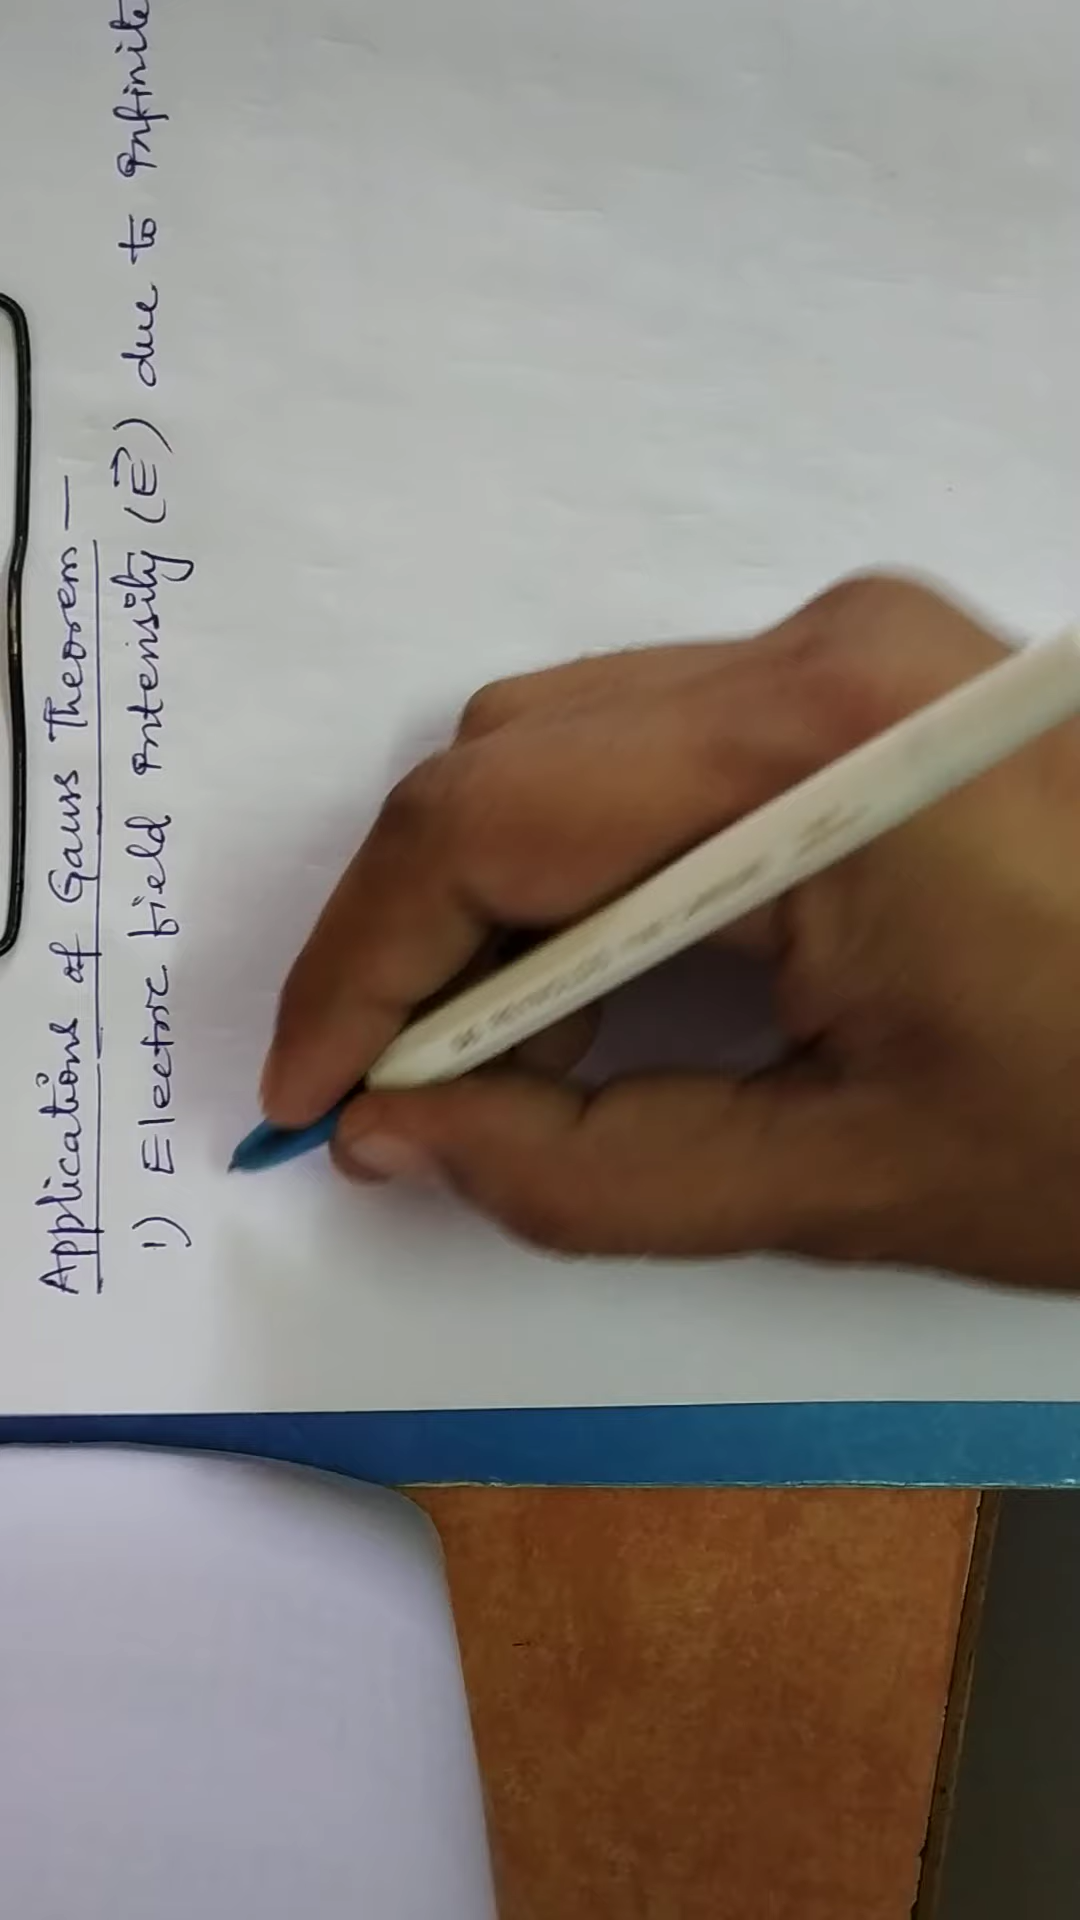 Applications of Gauss Theorem —
1) Electric field intensity (E⃗) due to infinite